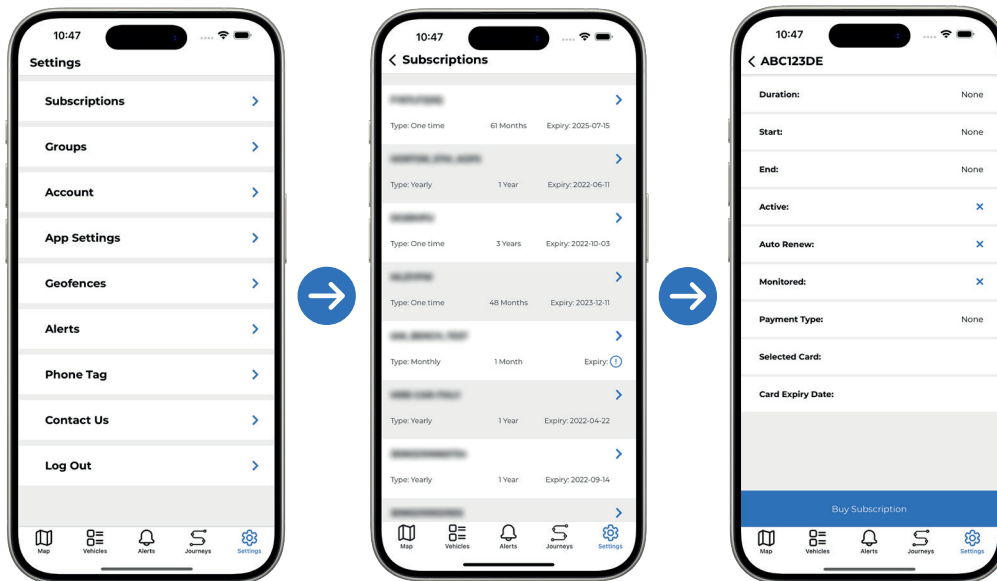 10:47
Settings
Subscriptions
Groups
Account
App Settings
Geofences
Alerts
Phone Tag
Contact Us
Log Out
Map Vehicles Alerts Journeys Settings
10:47
Subscriptions
Type: One time 61 Months Expiry: 2025-07-15
Type: Yearly 1 Year Expiry: 2022-06-11
Type: One time 3 Years Expiry: 2022-10-03
Type: One time 48 Months Expiry: 2023-12-11
Type: Monthly 1 Month Expiry:
Type: Yearly 1 Year Expiry: 2022-04-22
Type: Yearly 1 Year Expiry: 2022-09-14
Map Vehicles Alerts Journeys Settings
10:47
ABC123DE
Duration: None
Start: None
End: None
Active:
Auto Renew:
Monitored:
Payment Type: None
Selected Card:
Card Expiry Date:
Buy Subscription
Map Vehicles Alerts Journeys Settings